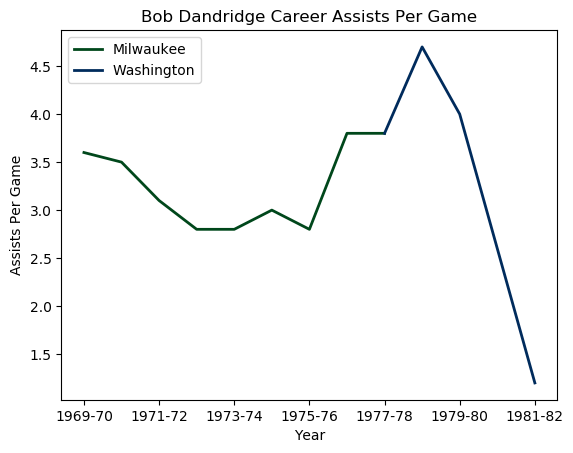 Bob Dandridge Career Assists Per Game
Milwaukee
Washington
4.5
4.0
3.5
3.0
2.5
2.0
1.5
Assists Per Game
1969-70 1971-72 1973-74 1975-76 1977-78 1979-80 1981-82
Year